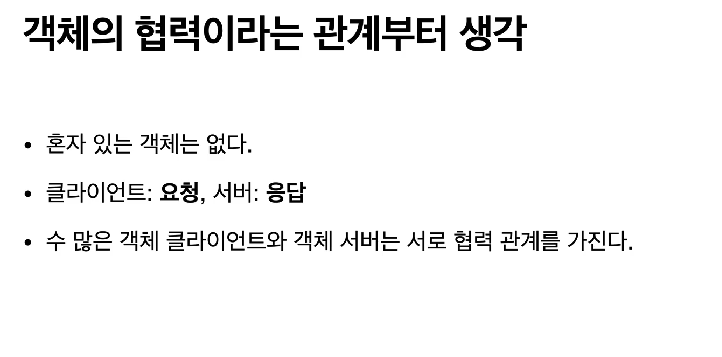 객체의 협력이라는 관계부터 생각
• 혼자 있는 객체는 없다.
• 클라이언트: 요청, 서버: 응답
• 수 많은 객체 클라이언트와 객체 서버는 서로 협력 관계를 가진다.